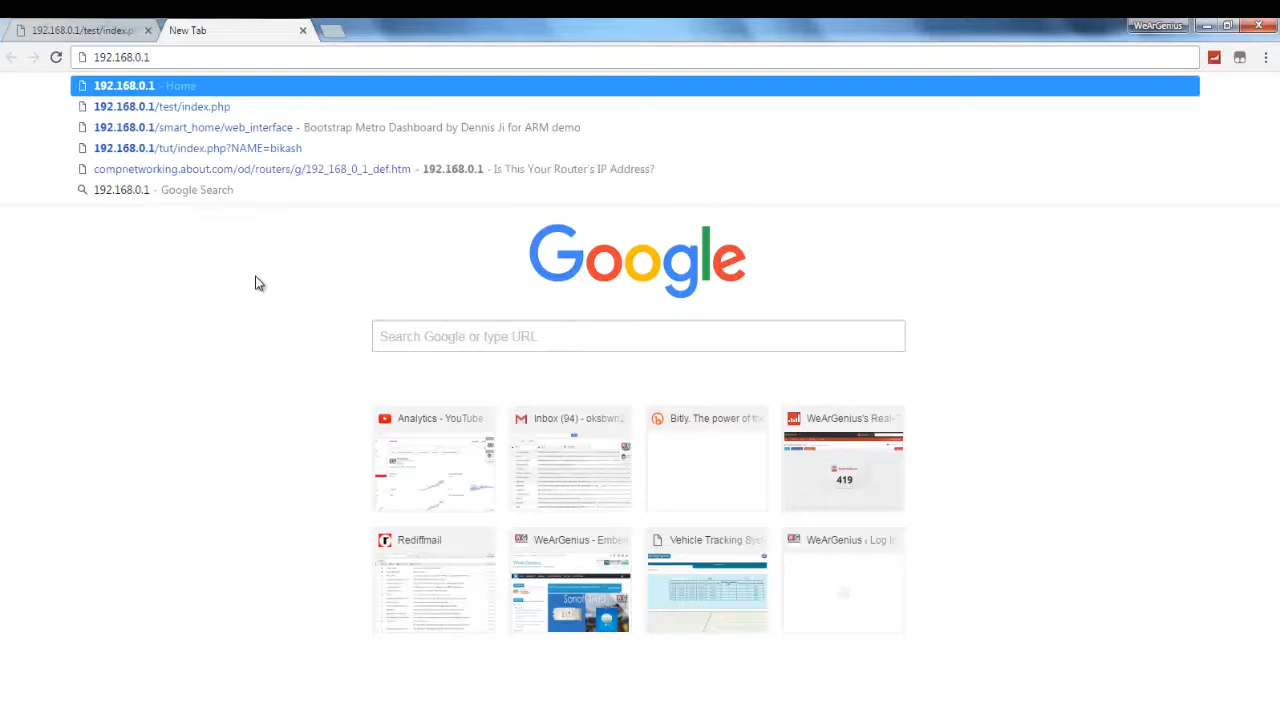 192.168.0.1/test/index.p
New Tab
WeArGenius
192.168.0.1
192.168.0.1 - Home
192.168.0.1/test/index.php
192.168.0.1/smart_home/web_interface - Bootstrap Metro Dashboard by Dennis Ji for ARM demo
192.168.0.1/tut/index.php?NAME=bikash
compnetworking.about.com/od/routers/g/192_168_0_1_def.htm - 192.168.0.1 - Is This Your Router's IP Address?
192.168.0.1 - Google Search
Google
Search Google or type URL
Analytics - YouTube
Inbox (94) - oksbwn2
Bitly. The power of the
WeArGenius's Real-T
419
Rediffmail
WeArGenius - Embe
Vehicle Tracking Syst
WeArGenius ‹ Log In